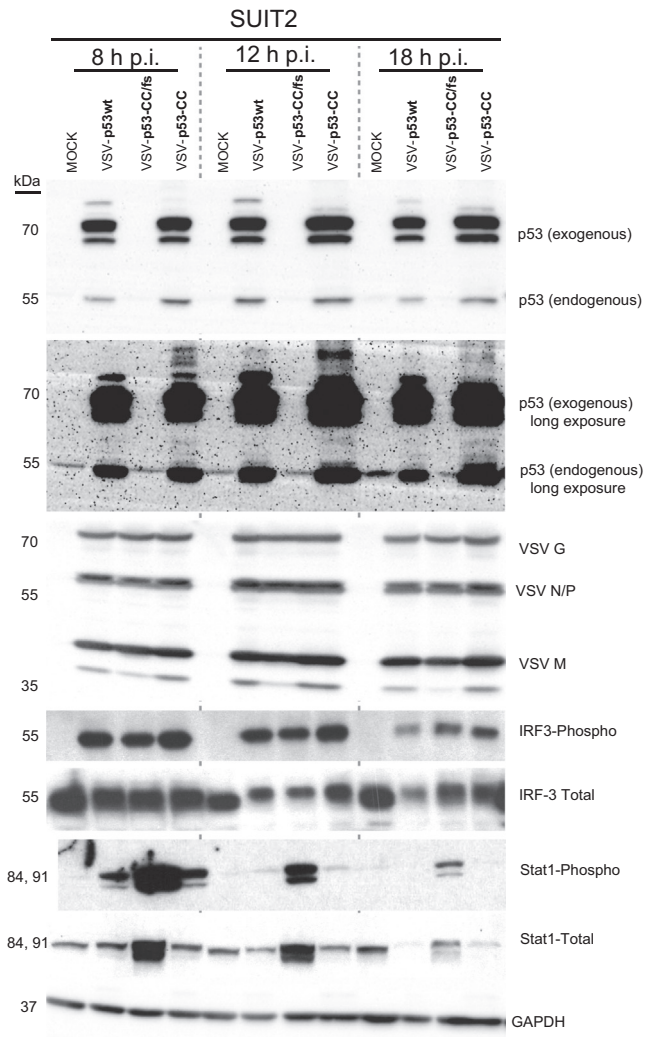 SUIT2
8 h p.i. 12 h p.i. 18 h p.i.
MOCK VSV-p53wt VSV-p53-CC/fs VSV-p53-CC MOCK VSV-p53wt VSV-p53-CC/fs VSV-p53-CC MOCK VSV-p53wt VSV-p53-CC/fs VSV-p53-CC
kDa
70 p53 (exogenous)
55 p53 (endogenous)
70 p53 (exogenous)
long exposure
55 p53 (endogenous)
long exposure
70 VSV G
55 VSV N/P
VSV M
35
55 IRF3-Phospho
55 IRF-3 Total
84, 91 Stat1-Phospho
84, 91 Stat1-Total
37 GAPDH